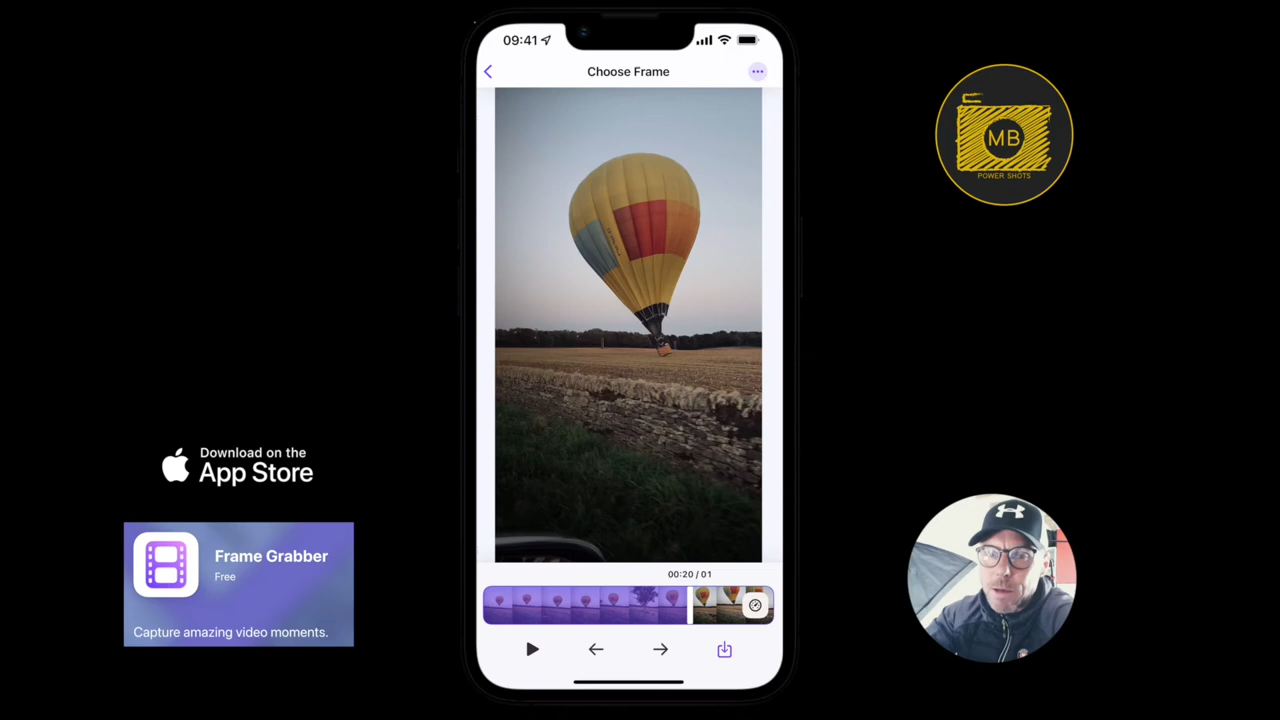 09:41
Choose Frame
MB
POWER SHOTS
Download on the
App Store
Frame Grabber
Free
Capture amazing video moments.
00:20 / 01